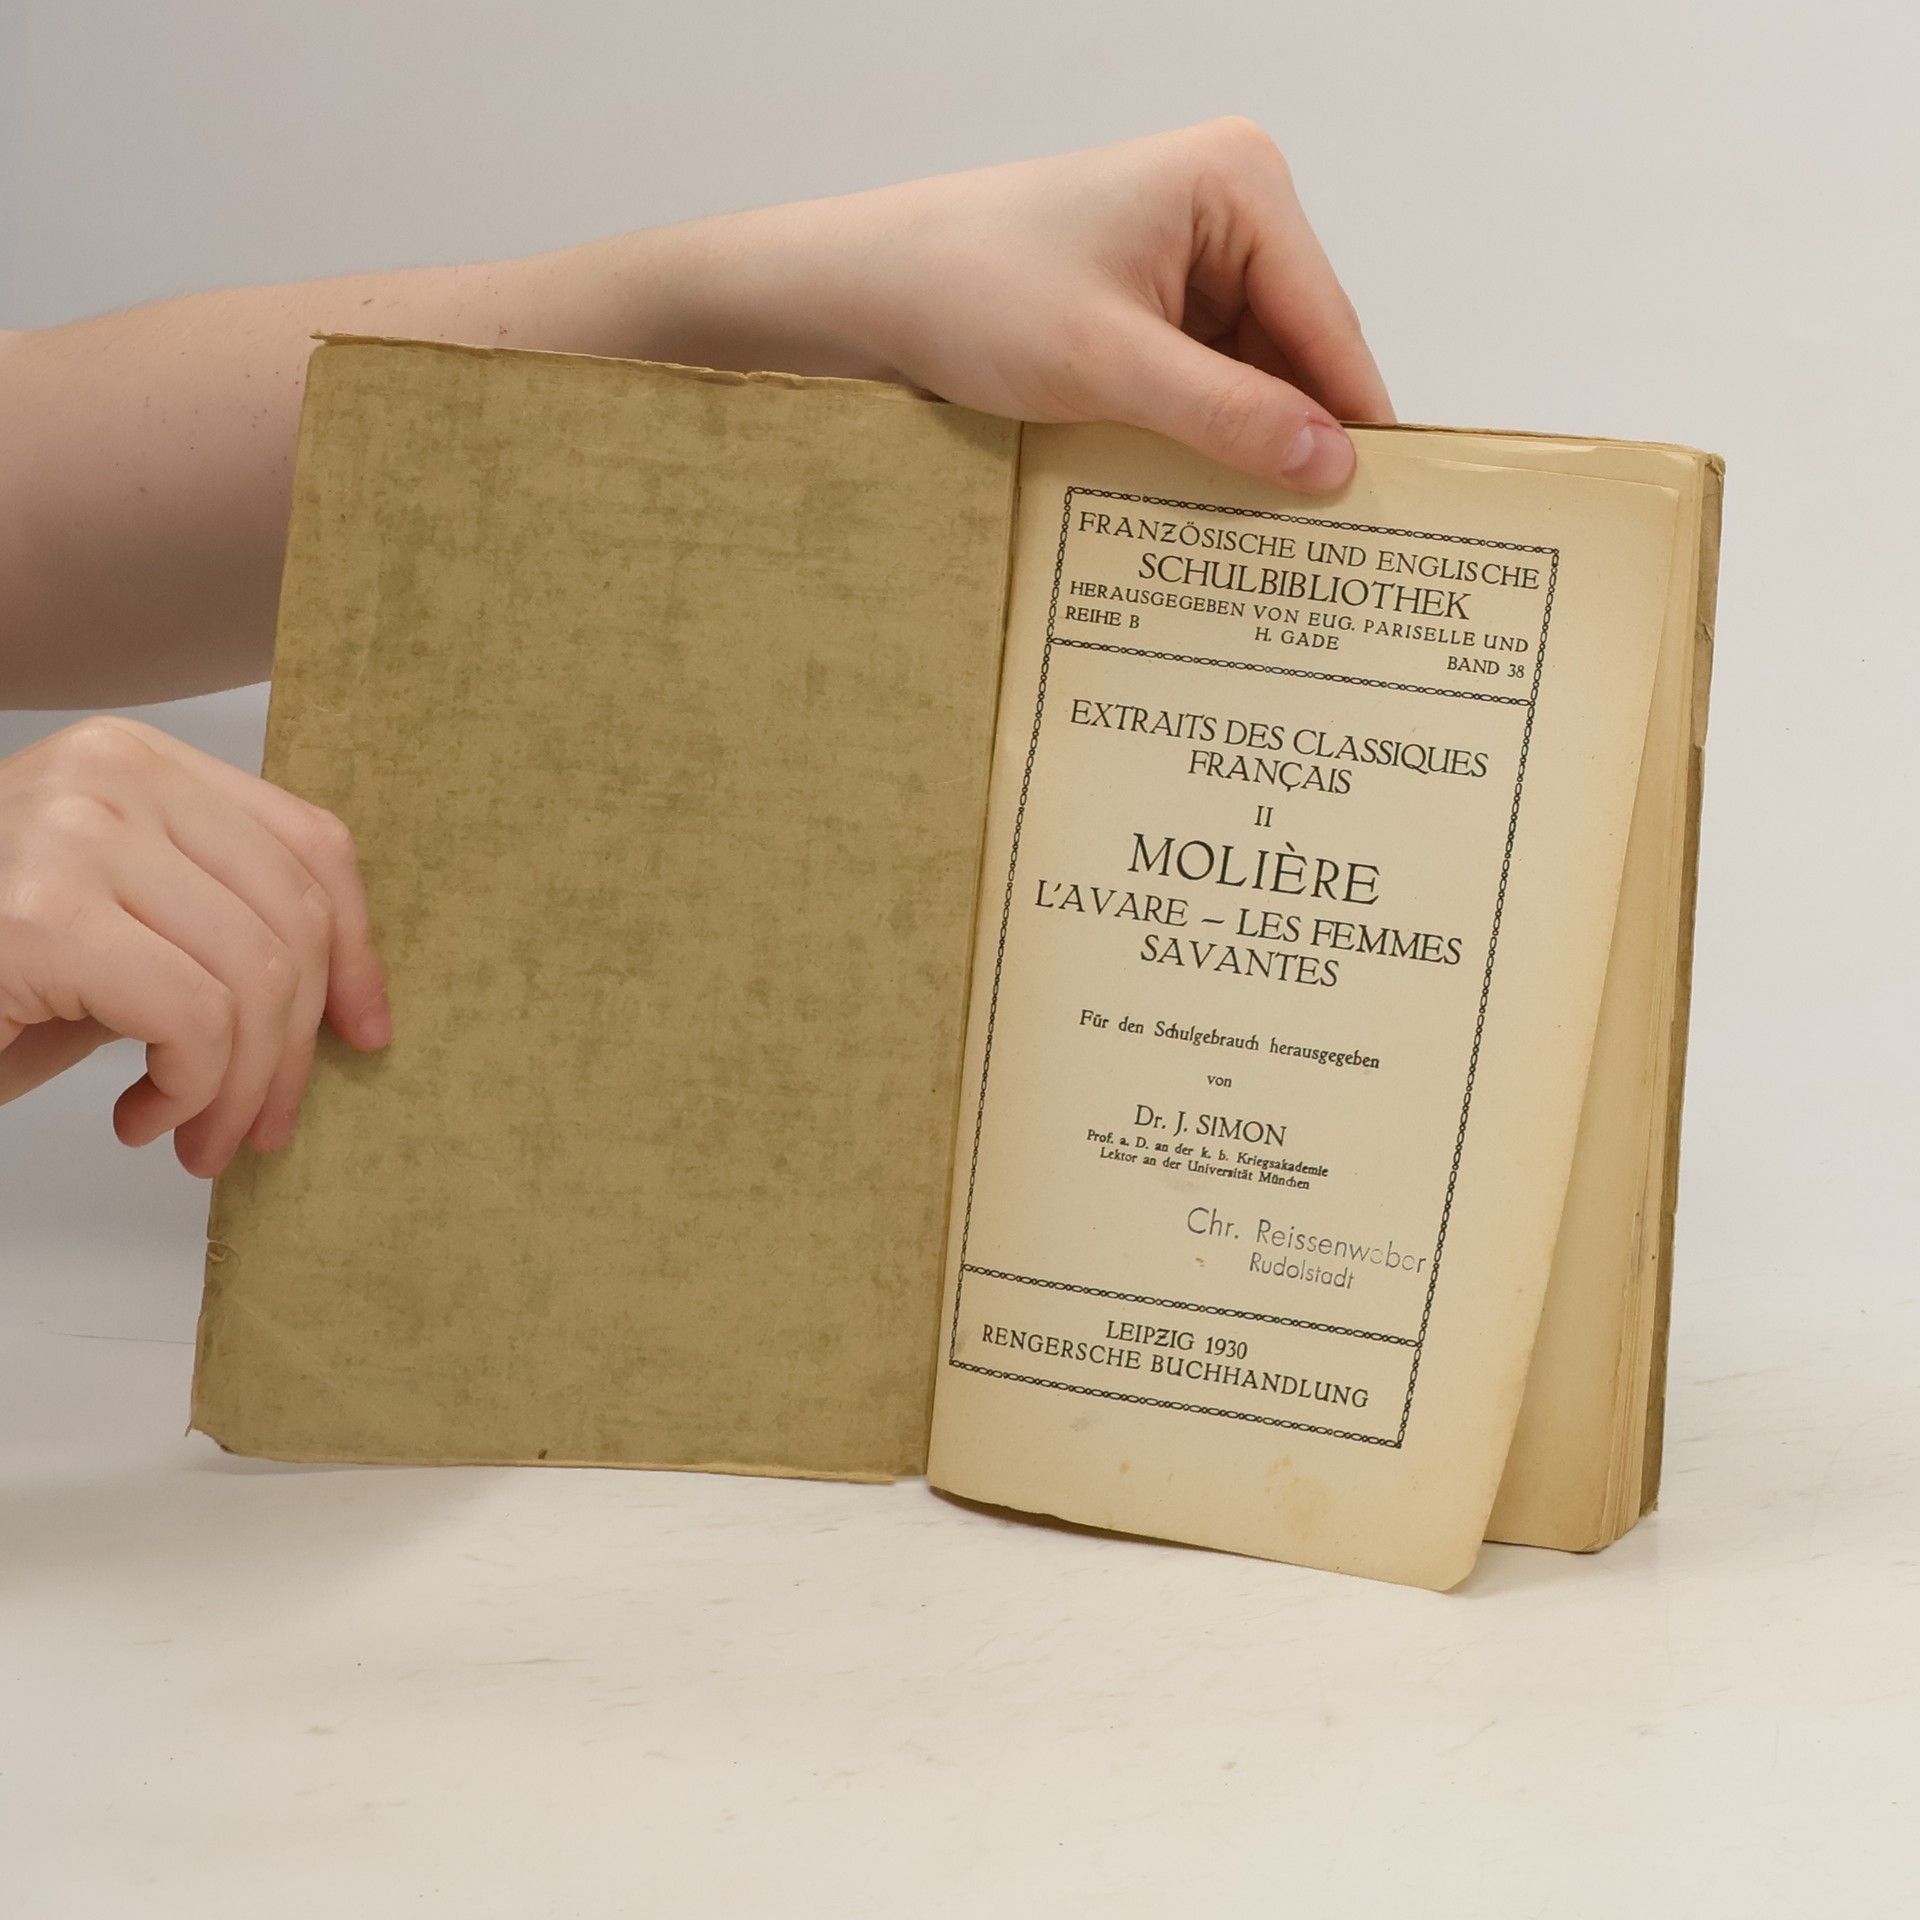 FRANZÖSISCHE UND ENGLISCHE
SCHULBIBLIOTHEK
HERAUSGEGEBEN VON EUG. PARISELLE UND
H. GADE
REIHE B
BAND 38
EXTRAITS DES CLASSIQUES
FRANÇAIS
II
MOLIÈRE
L'AVARE – LES FEMMES
SAVANTES
Für den Schulgebrauch herausgegeben
von
Dr. J. SIMON
Prof. a. D. an der k. b. Kriegsakademie
Lektor an der Universität München
Chr. Reissenweber
Rudolstadt
LEIPZIG 1930
RENGERSCHE BUCHHANDLUNG